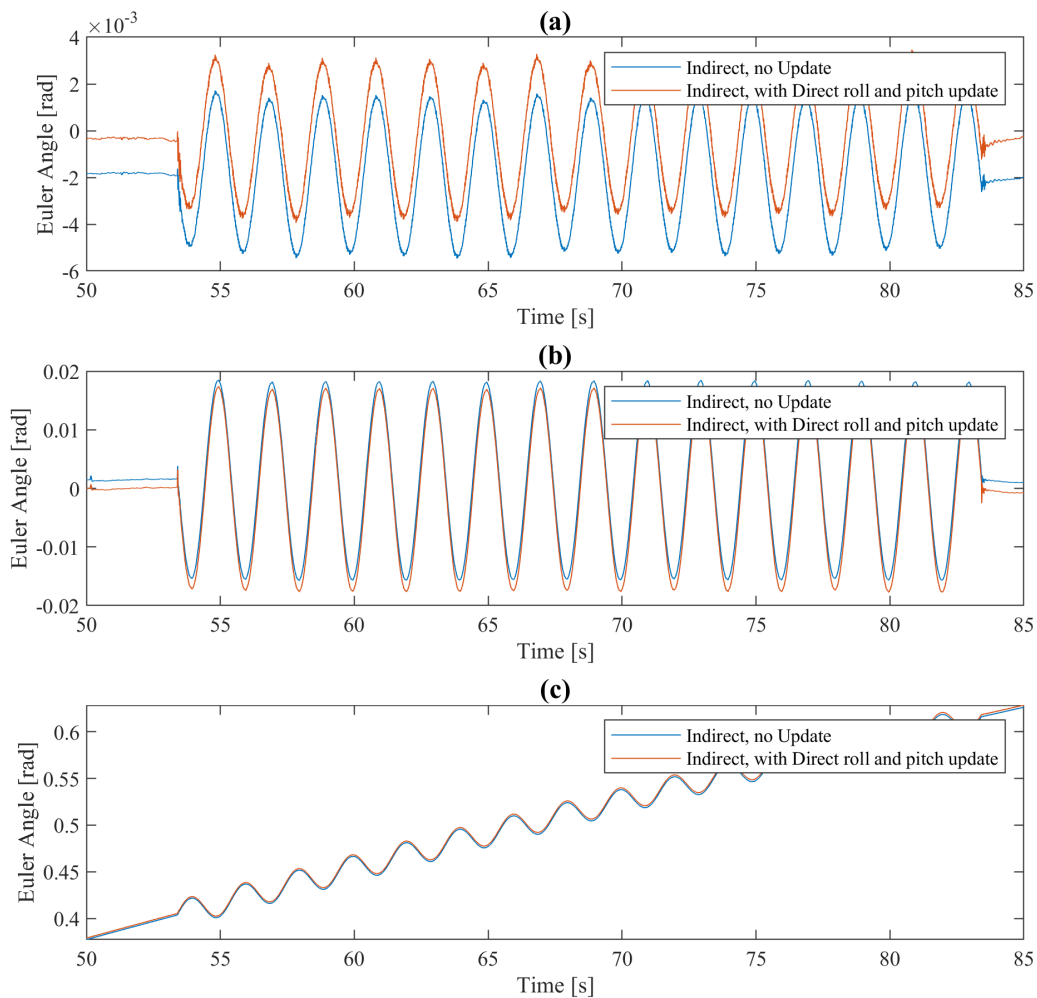 (a)
×10⁻³
4
2
0
-2
-4
-6
Euler Angle [rad]
Indirect, no Update
Indirect, with Direct roll and pitch update
50 55 60 65 70 75 80 85
Time [s]
(b)
0.02
0.01
0
-0.01
-0.02
Euler Angle [rad]
Indirect, no Update
Indirect, with Direct roll and pitch update
50 55 60 65 70 75 80 85
Time [s]
(c)
0.6
0.55
0.5
0.45
0.4
Euler Angle [rad]
Indirect, no Update
Indirect, with Direct roll and pitch update
50 55 60 65 70 75 80 85
Time [s]